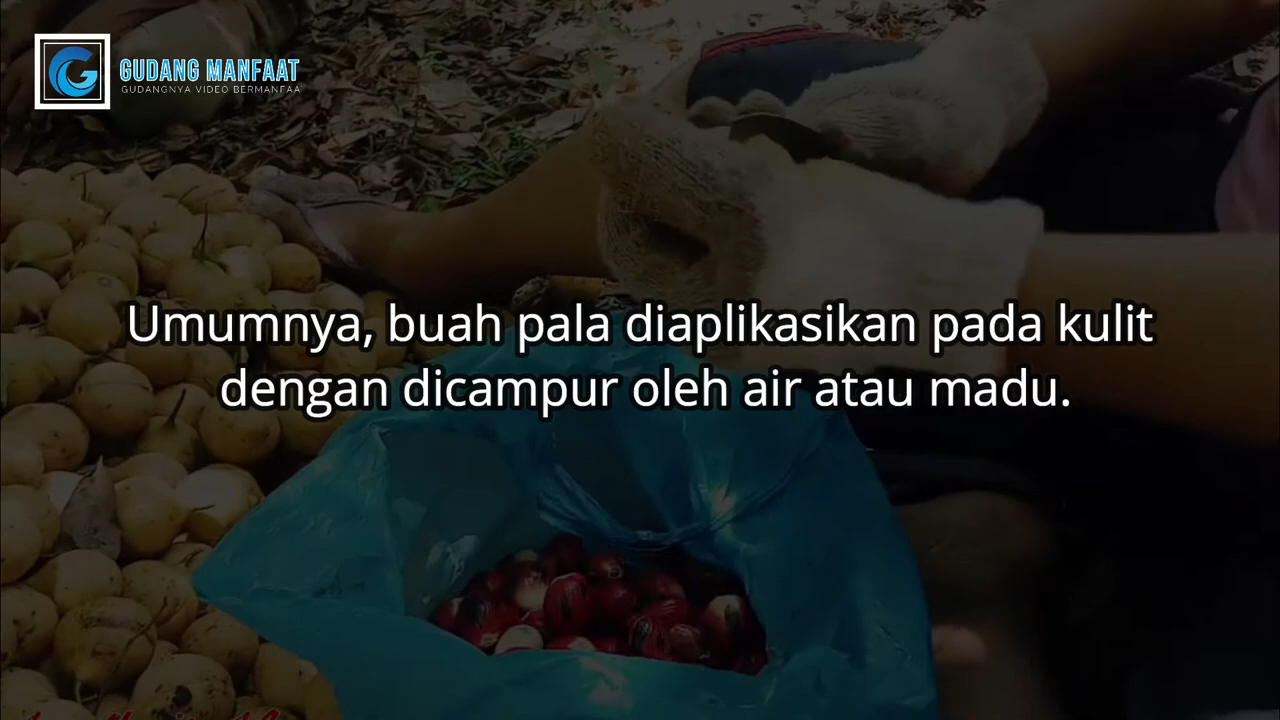 GUDANG MANFAAT
GUDANGNYA VIDEO BERMANFAA
Umumnya, buah pala diaplikasikan pada kulit
dengan dicampur oleh air atau madu.